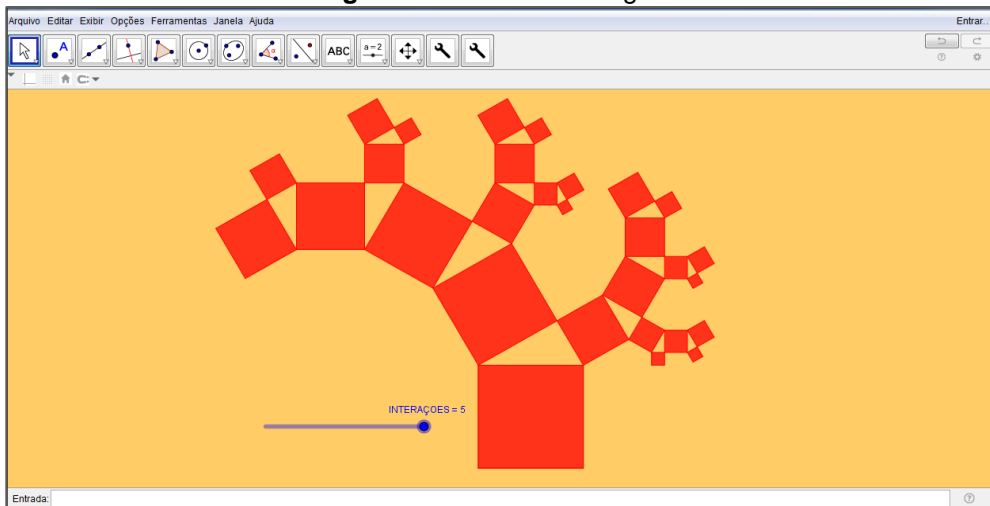 Arquivo Editar Exibir Opções Ferramentas Janela Ajuda
Entrar...
A
ABC
a=2
INTERAÇOES = 5
Entrada: